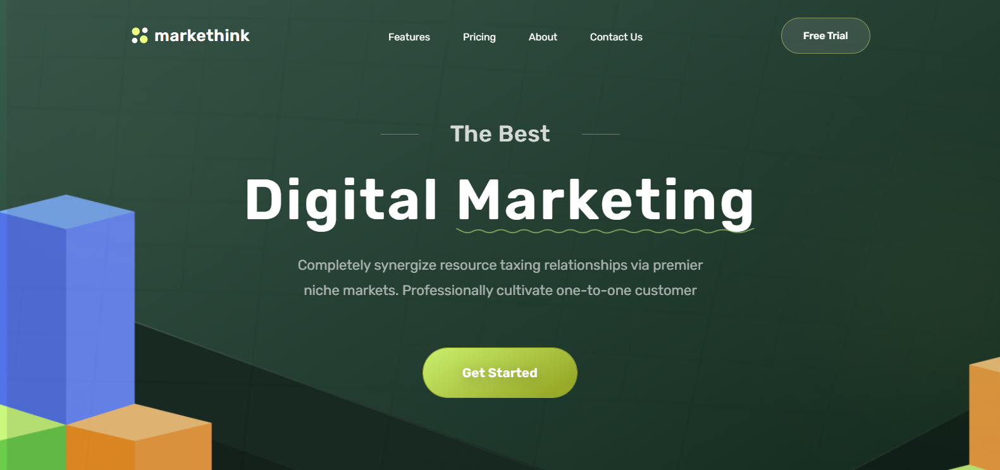 markethink
Features
Pricing
About
Contact Us
Free Trial
The Best
Digital Marketing
Completely synergize resource taxing relationships via premier
niche markets. Professionally cultivate one-to-one customer
Get Started